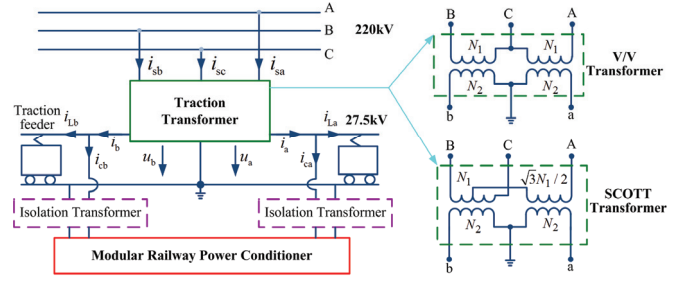 A
B
C
220kV
i_sb
i_sc
i_sa
Traction
Transformer
Traction
feeder
i_Lb
i_b
i_cb
u_b
u_a
i_a
i_La
i_ca
27.5kV
Isolation Transformer
Isolation Transformer
Modular Railway Power Conditioner
B
C
A
N_1
N_1
N_2
N_2
b
a
V/V
Transformer
B
C
A
N_1
√3N_1 / 2
N_2
N_2
b
a
SCOTT
Transformer